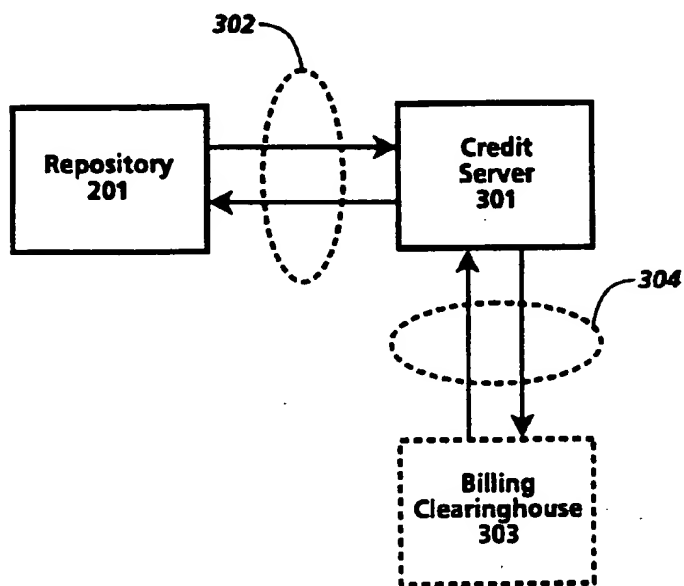 302
Repository
201
Credit
Server
301
304
Billing
Clearinghouse
303